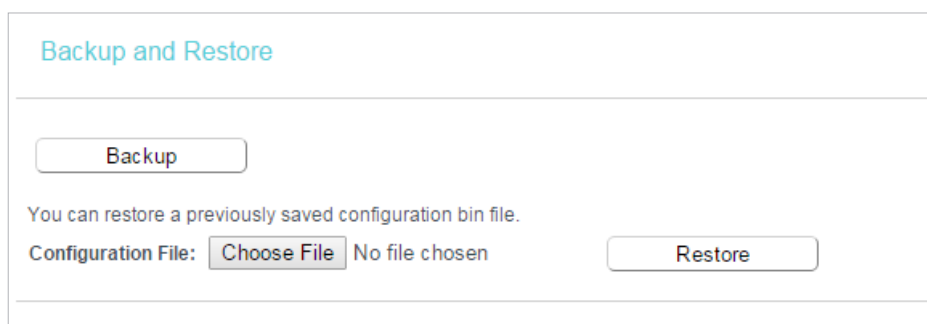 Backup and Restore
Backup
You can restore a previously saved configuration bin file.
Configuration File: Choose File No file chosen Restore